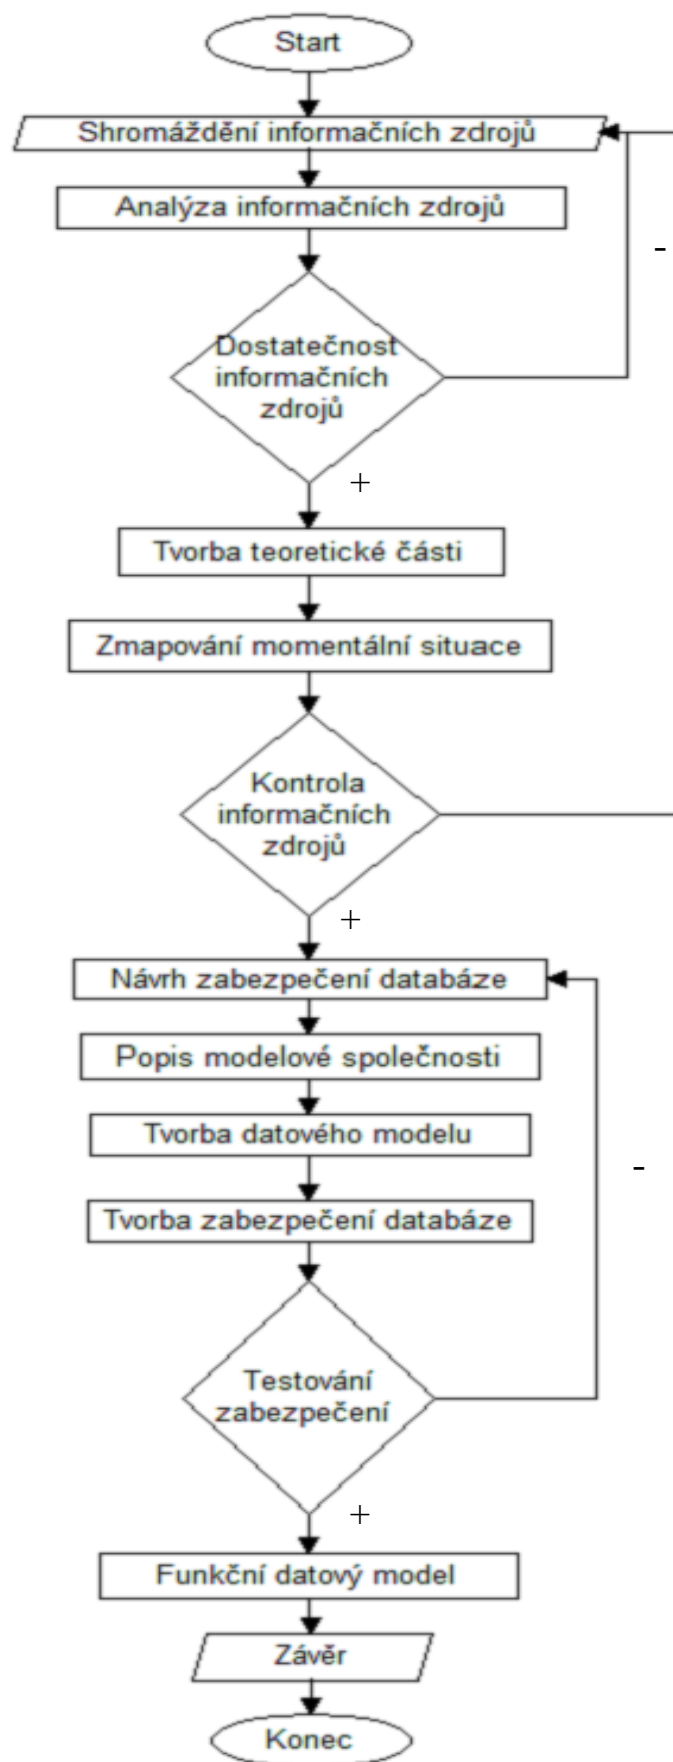 Start
Shromáždění informačních zdrojů
Analýza informačních zdrojů
-
Dostatečnost
informačních
zdrojů
+
Tvorba teoretické části
Zmapování momentální situace
Kontrola
informačních
zdrojů
+
Návrh zabezpečení databáze
Popis modelové společnosti
Tvorba datového modelu
-
Tvorba zabezpečení databáze
Testování
zabezpečení
+
Funkční datový model
Závěr
Konec